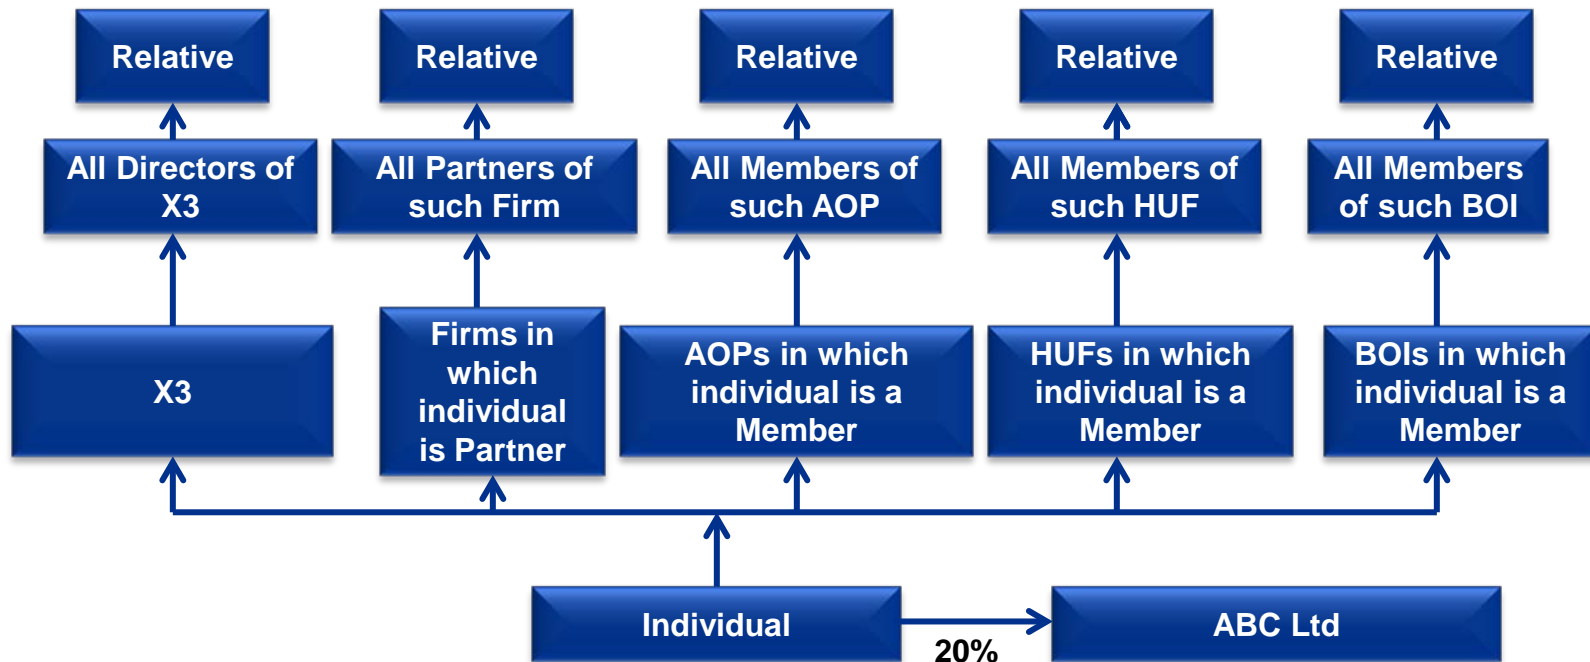 Relative
Relative
Relative
Relative
Relative
All Directors of
X3
All Partners of
such Firm
All Members of
such AOP
All Members of
such HUF
All Members
of such BOI
X3
Firms in
which
individual
is Partner
AOPs in which
individual is a
Member
HUFs in which
individual is a
Member
BOIs in which
individual is a
Member
Individual
20%
ABC Ltd